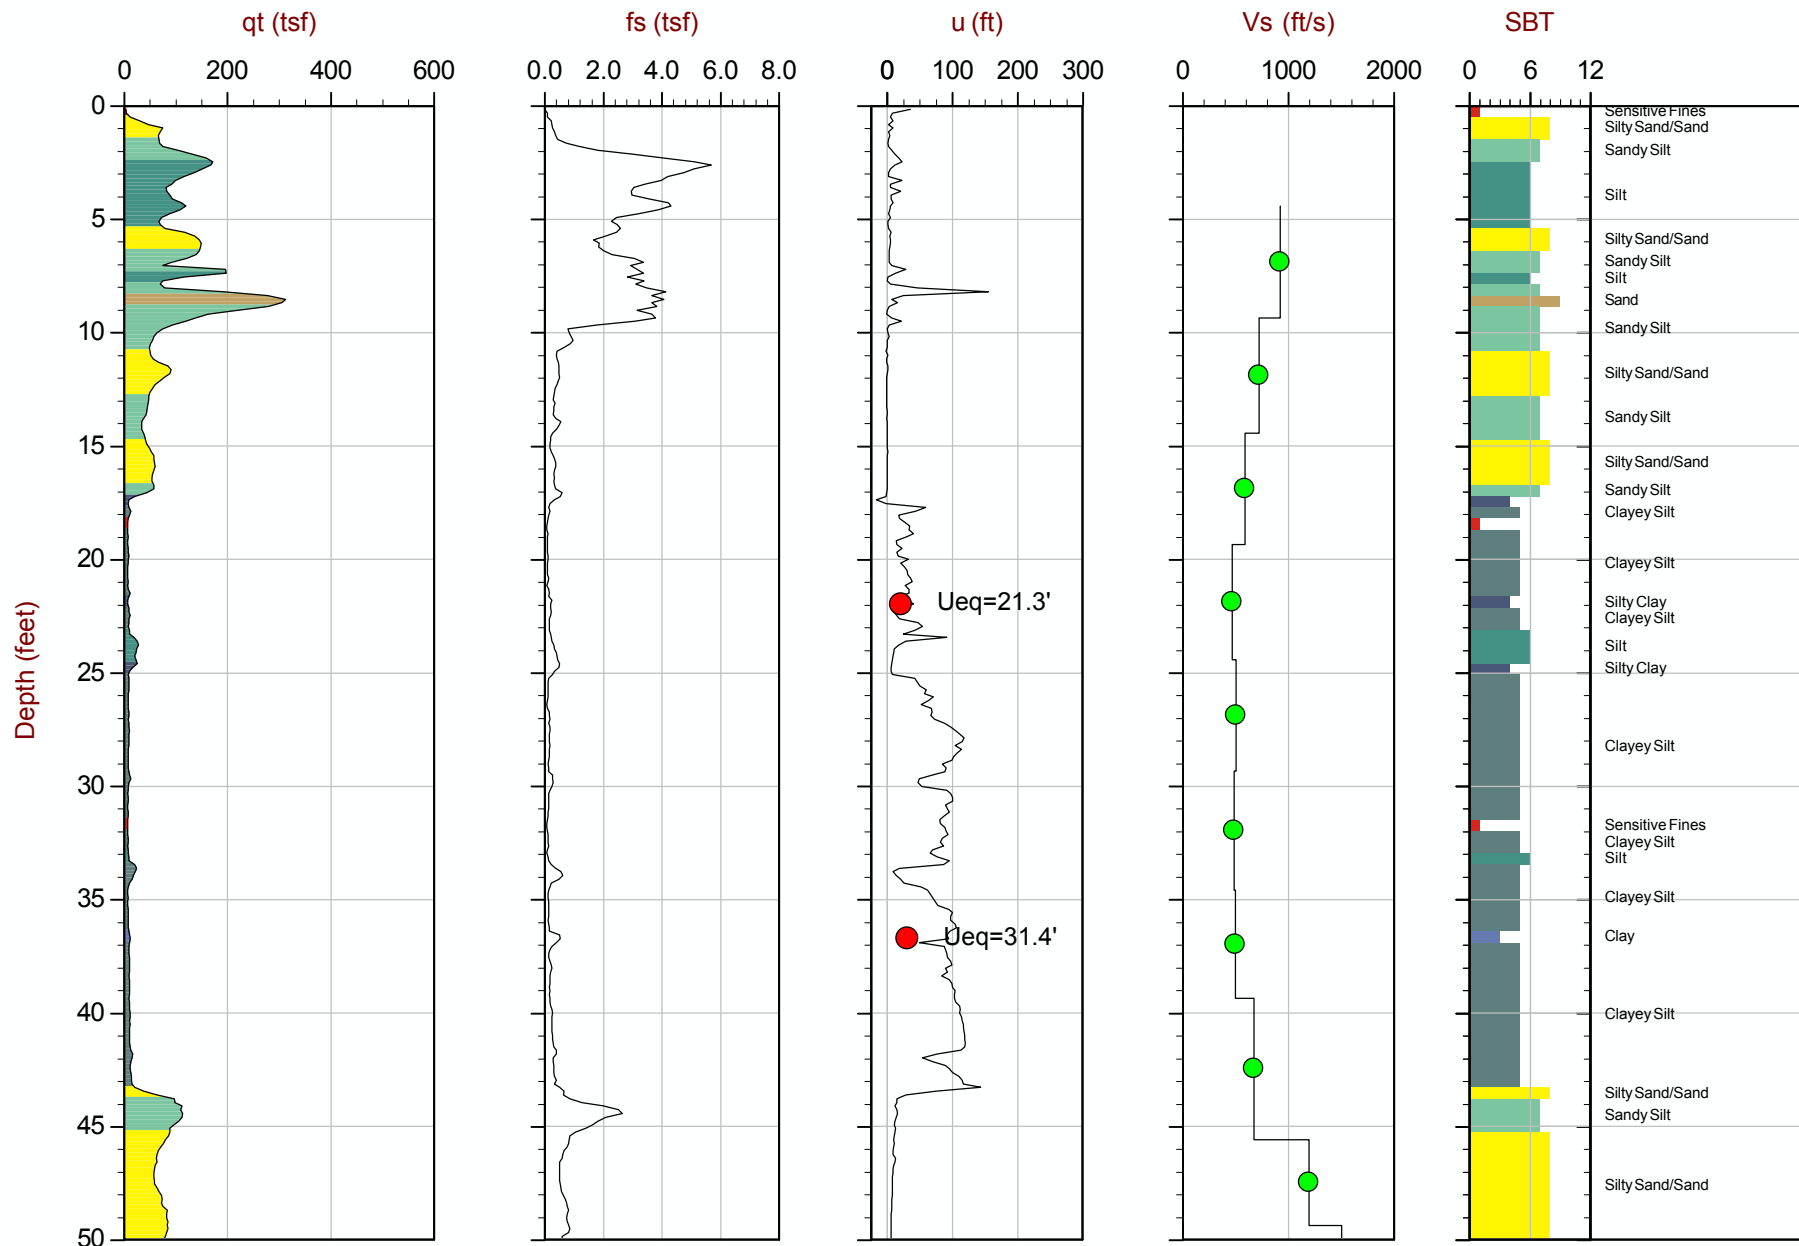 qt (tsf) fs (tsf) u (ft) Vs (ft/s) SBT
0 200 400 600 0.0 2.0 4.0 6.0 8.0 0 100 200 300 0 1000 2000 0 6 12
0
Sensitive Fines
Silty Sand/Sand
Sandy Silt
Silt
5
Silty Sand/Sand
Sandy Silt
Silt
Sand
Sandy Silt
10
Silty Sand/Sand
Sandy Silt
15
Silty Sand/Sand
Sandy Silt
Clayey Silt
20
Clayey Silt
Ueq=21.3' Silty Clay
Clayey Silt
Silt
Silty Clay
25
Depth (feet)
Clayey Silt
30
Sensitive Fines
Clayey Silt
Silt
35
Clayey Silt
Ueq=31.4' Clay
40
Clayey Silt
Silty Sand/Sand
Sandy Silt
45
Silty Sand/Sand
50